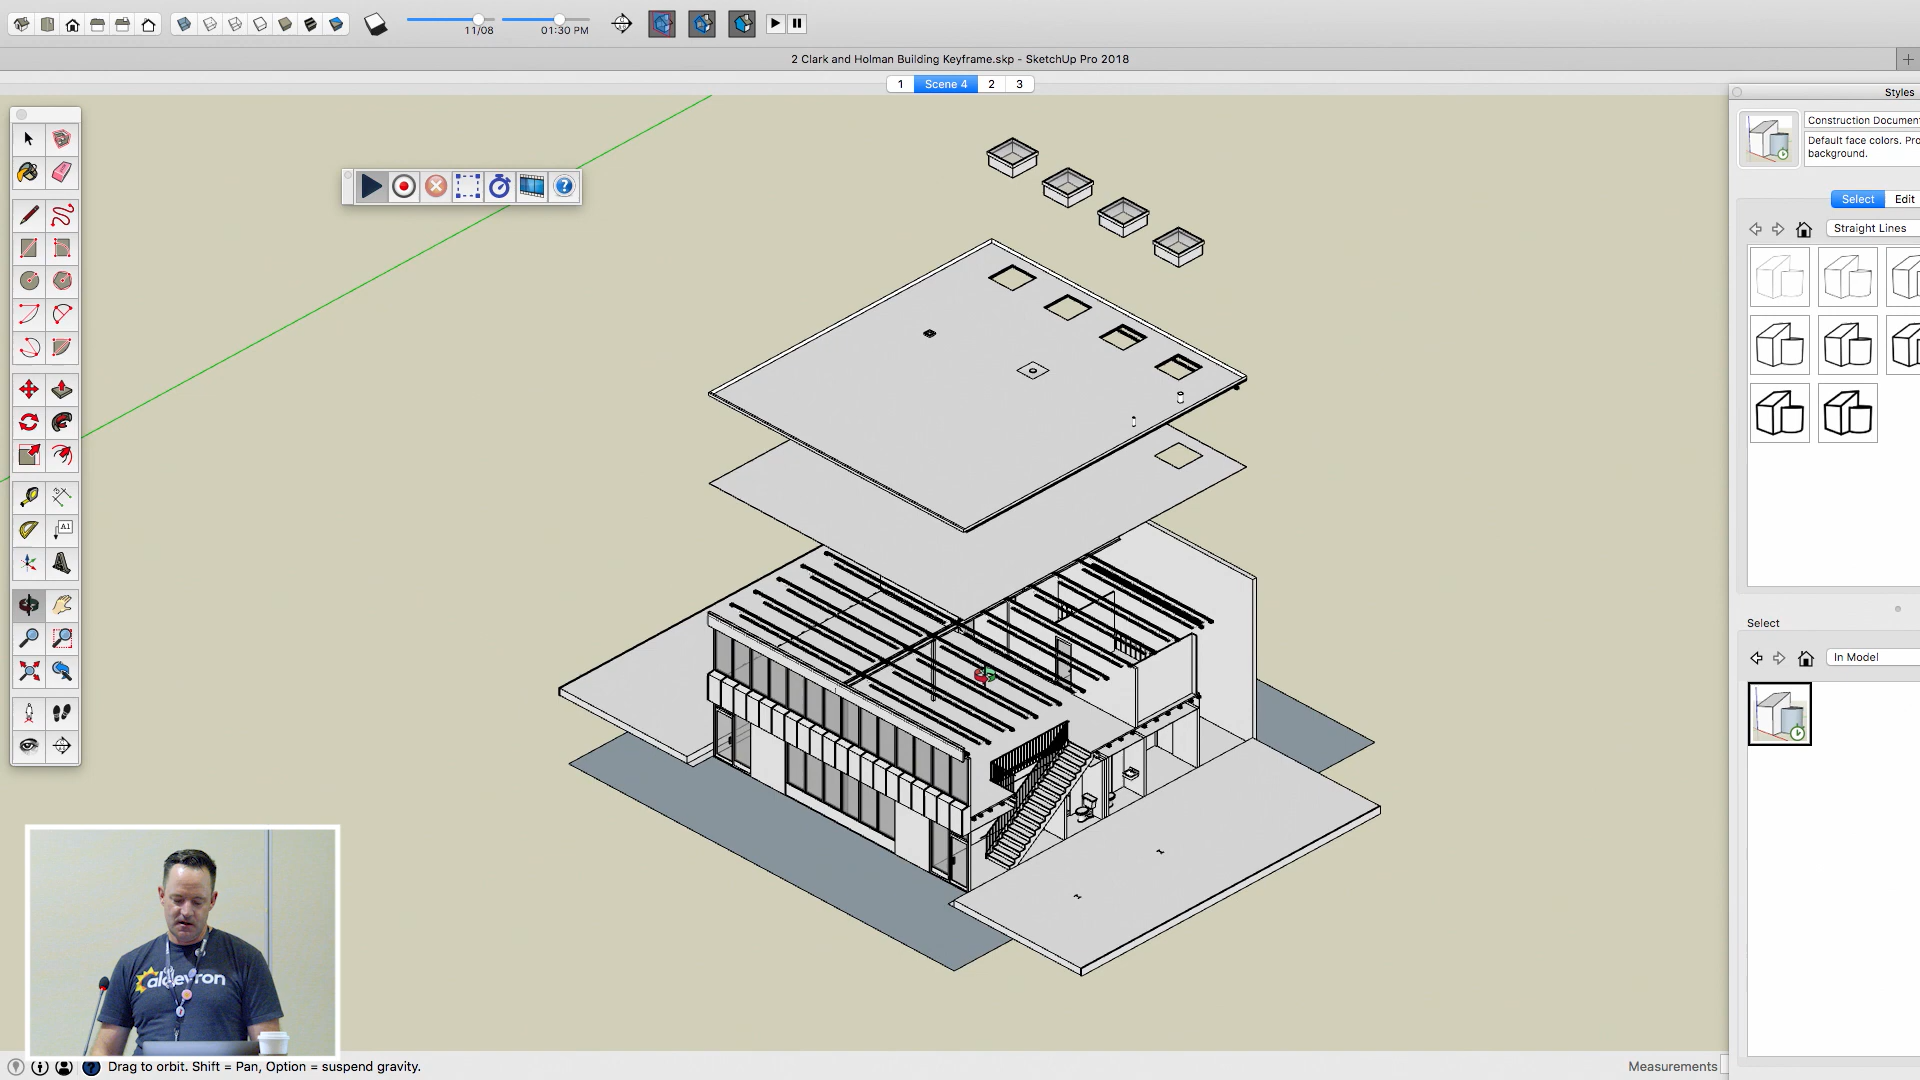 11/08
01:30 PM
2 Clark and Holman Building Keyframe.skp - SketchUp Pro 2018
1
Scene 4
2
3
Styles
Construction Documen
Default face colors. Pro
background.
Select
Edit
Straight Lines
Select
In Model
A1
aldevron
Drag to orbit. Shift = Pan, Option = suspend gravity.
Measurements